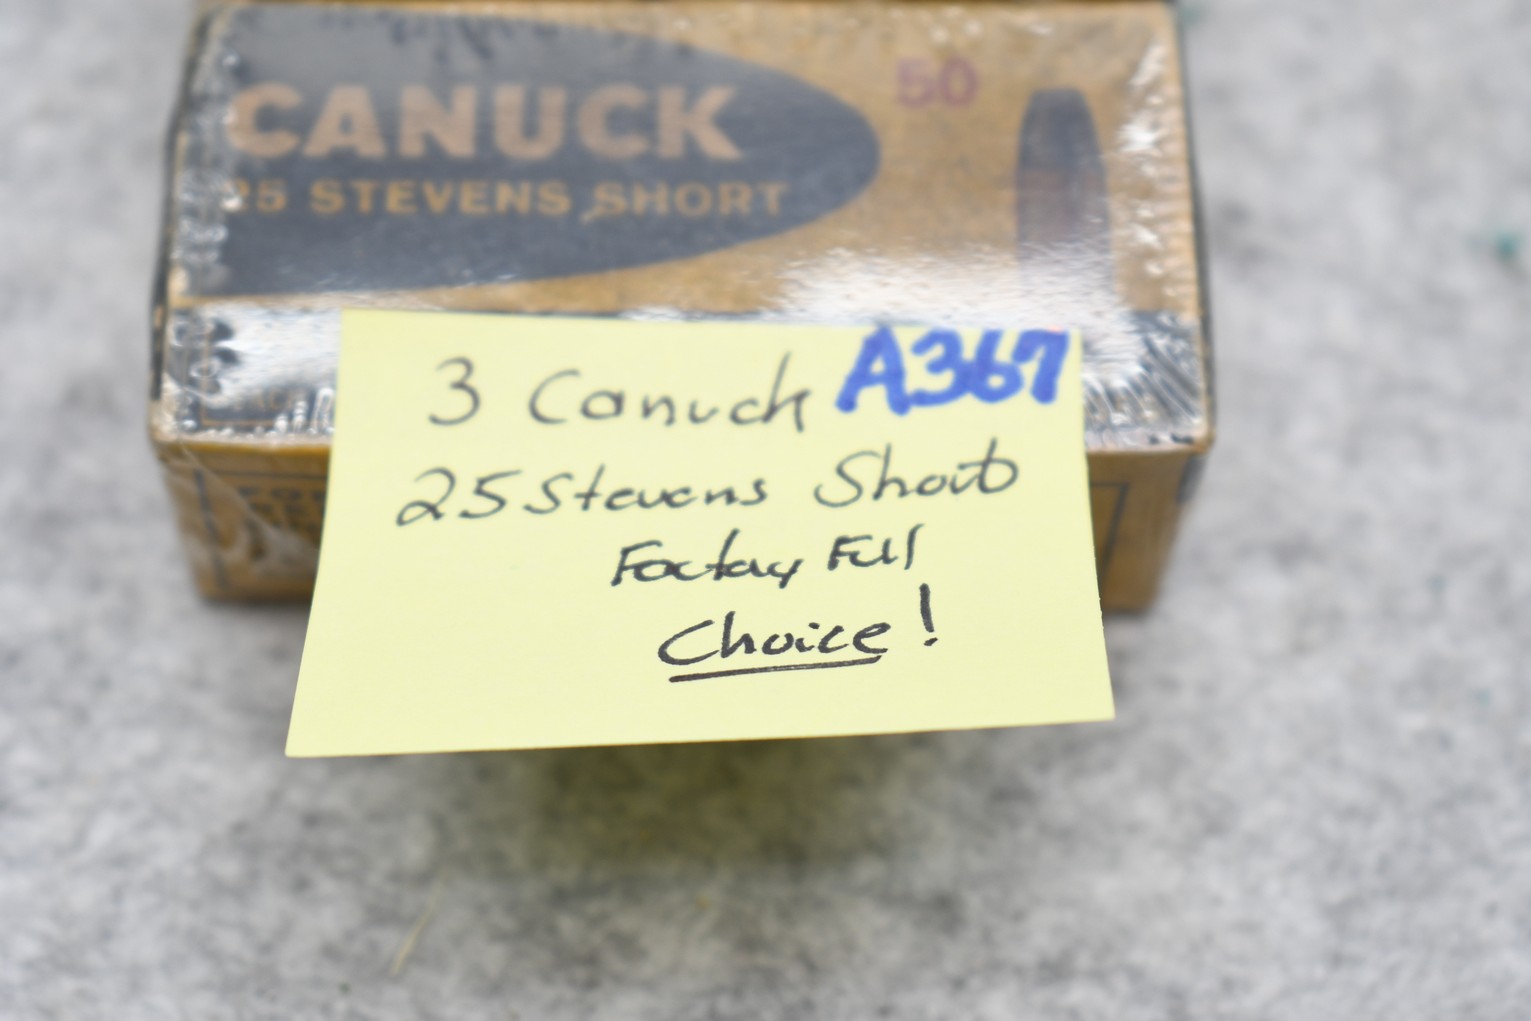 CANUCK
50
25 STEVENS SHORT
3 Canuck A367
25 Stevens Short
Factory Full
Choice!